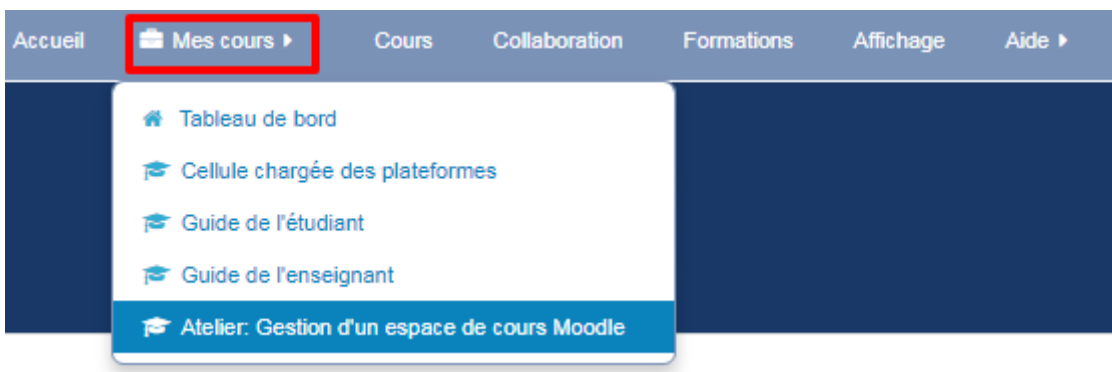 Accueil Mes cours Cours Collaboration Formations Affichage Aide
Tableau de bord
Cellule chargée des plateformes
Guide de l'étudiant
Guide de l'enseignant
Atelier: Gestion d'un espace de cours Moodle